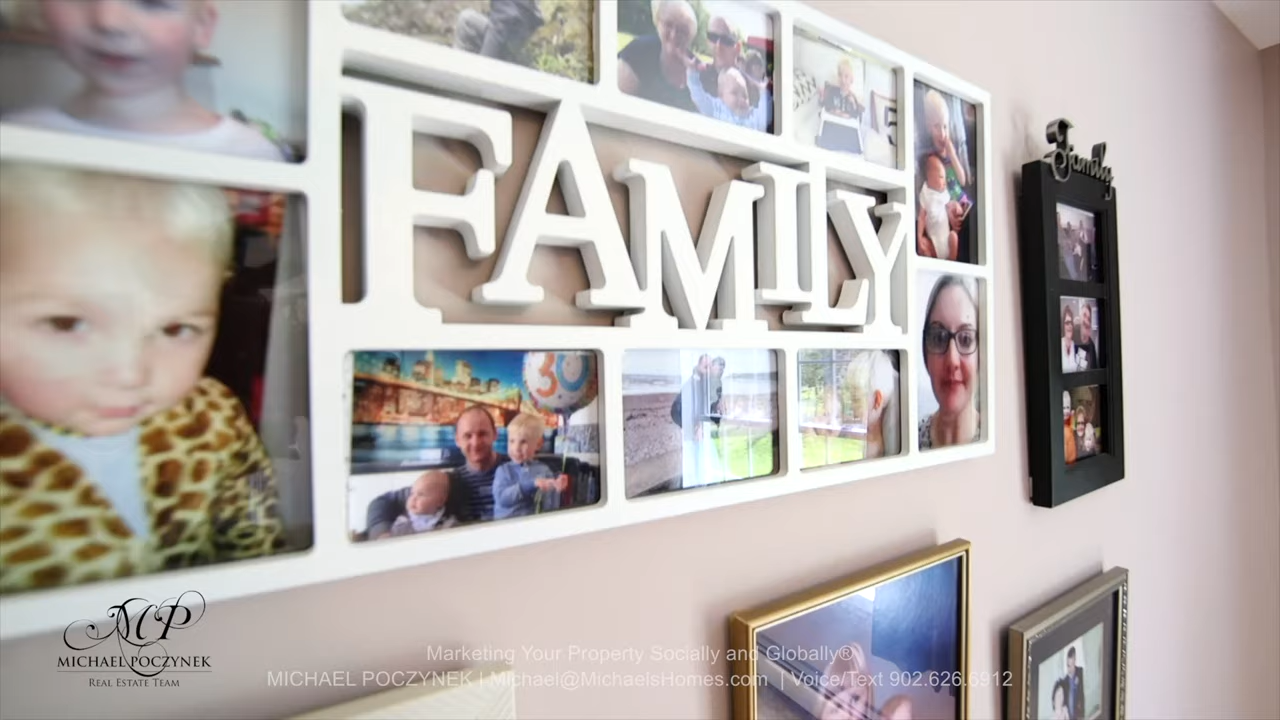 FAMILY
Family
30
MP
MICHAEL POCZYNEK
REAL ESTATE TEAM
Marketing Your Property Socially and Globally®
MICHAEL POCZYNEK | Michael@MichaelsHomes.com | Voice/Text 902.626.6912